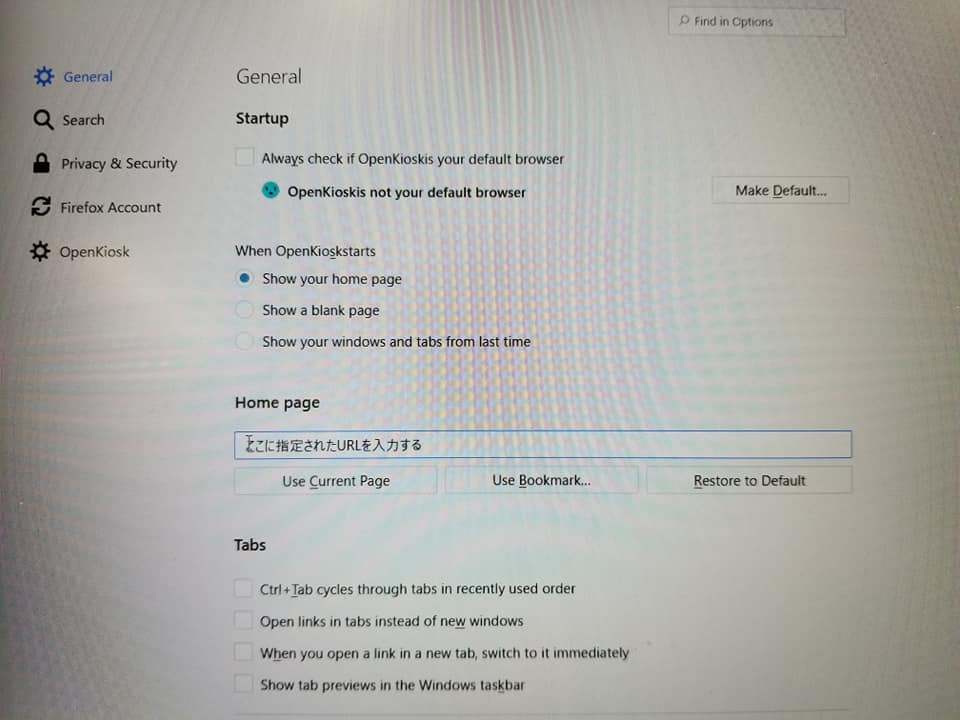 Find in Options
General
Search
Privacy & Security
Firefox Account
OpenKiosk
General
Startup
Always check if OpenKioskis your default browser
OpenKioskis not your default browser
Make Default...
When OpenKioskstarts
Show your home page
Show a blank page
Show your windows and tabs from last time
Home page
ここに指定されたURLを入力する
Use Current Page
Use Bookmark...
Restore to Default
Tabs
Ctrl+Tab cycles through tabs in recently used order
Open links in tabs instead of new windows
When you open a link in a new tab, switch to it immediately
Show tab previews in the Windows taskbar